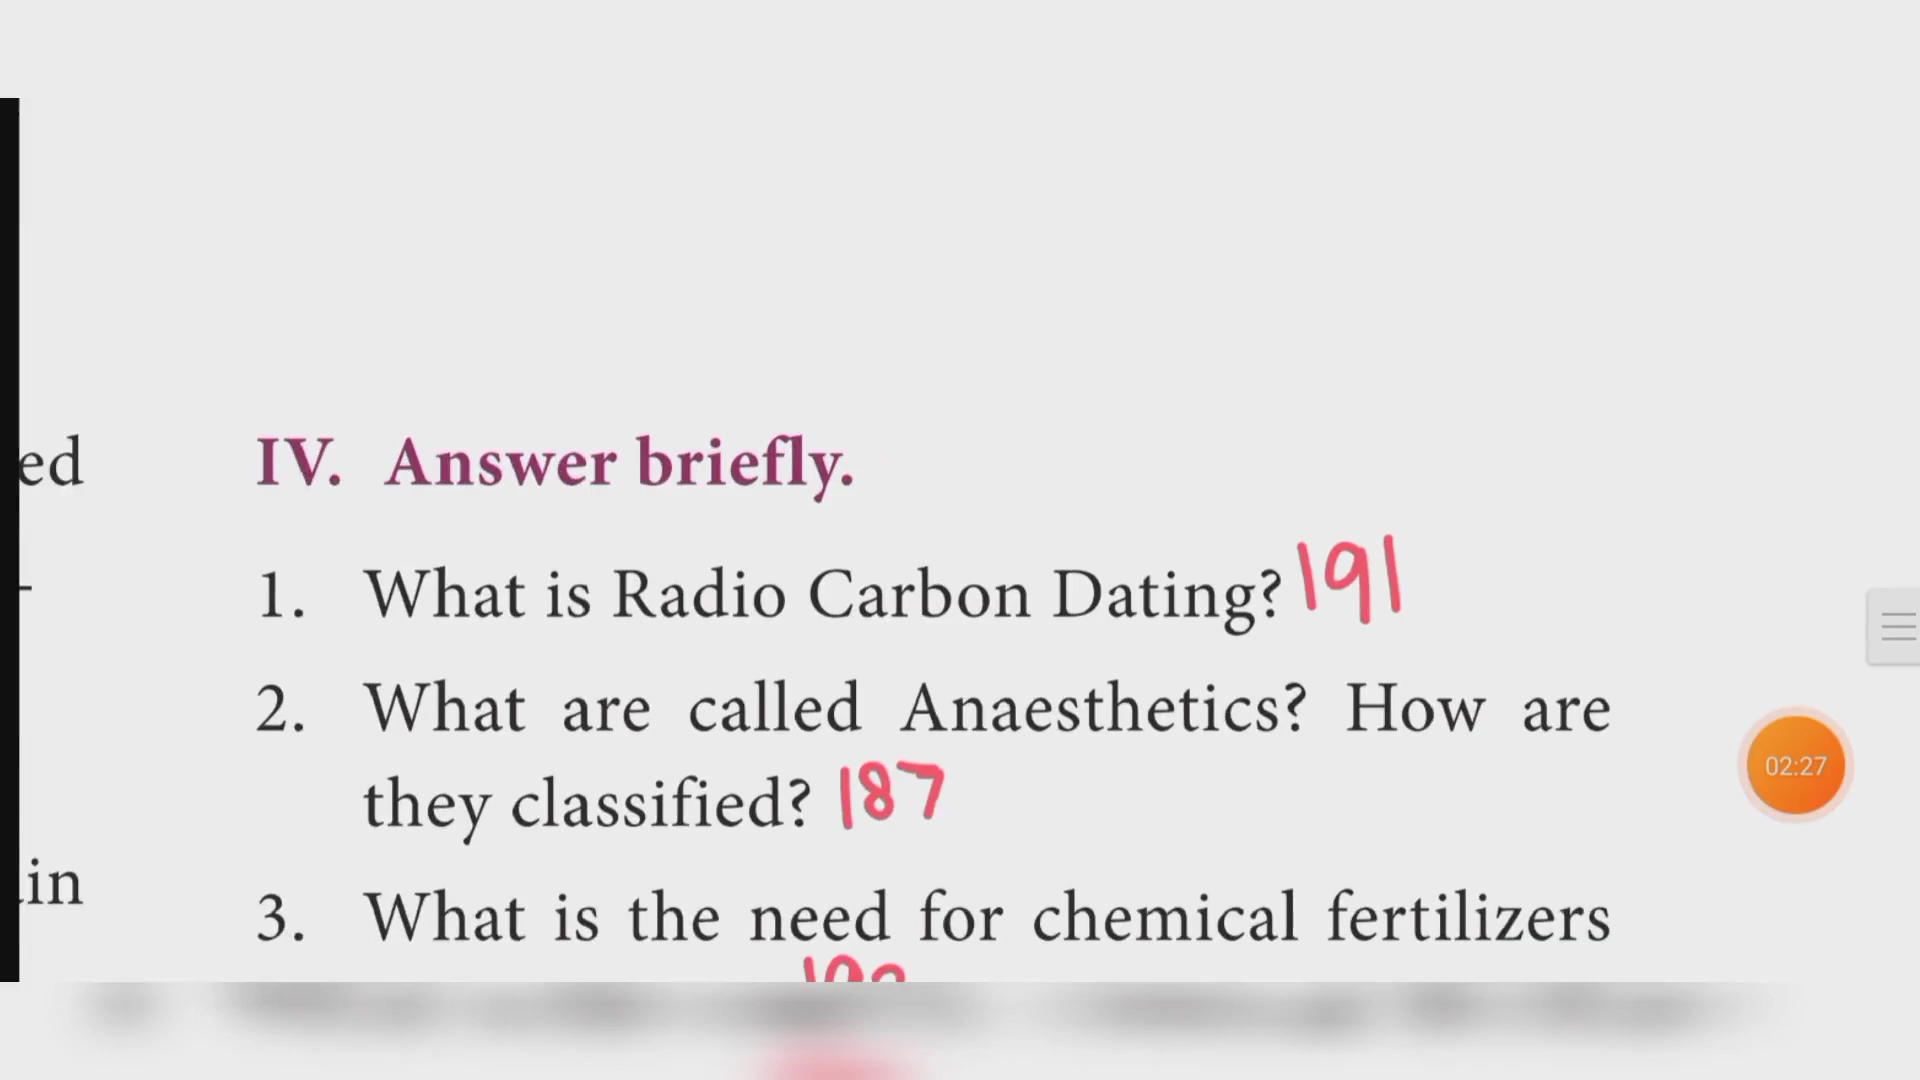 ed
IV. Answer briefly.
1. What is Radio Carbon Dating? 191
2. What are called Anaesthetics? How are
they classified? 187
02:27
in
3. What is the need for chemical fertilizers